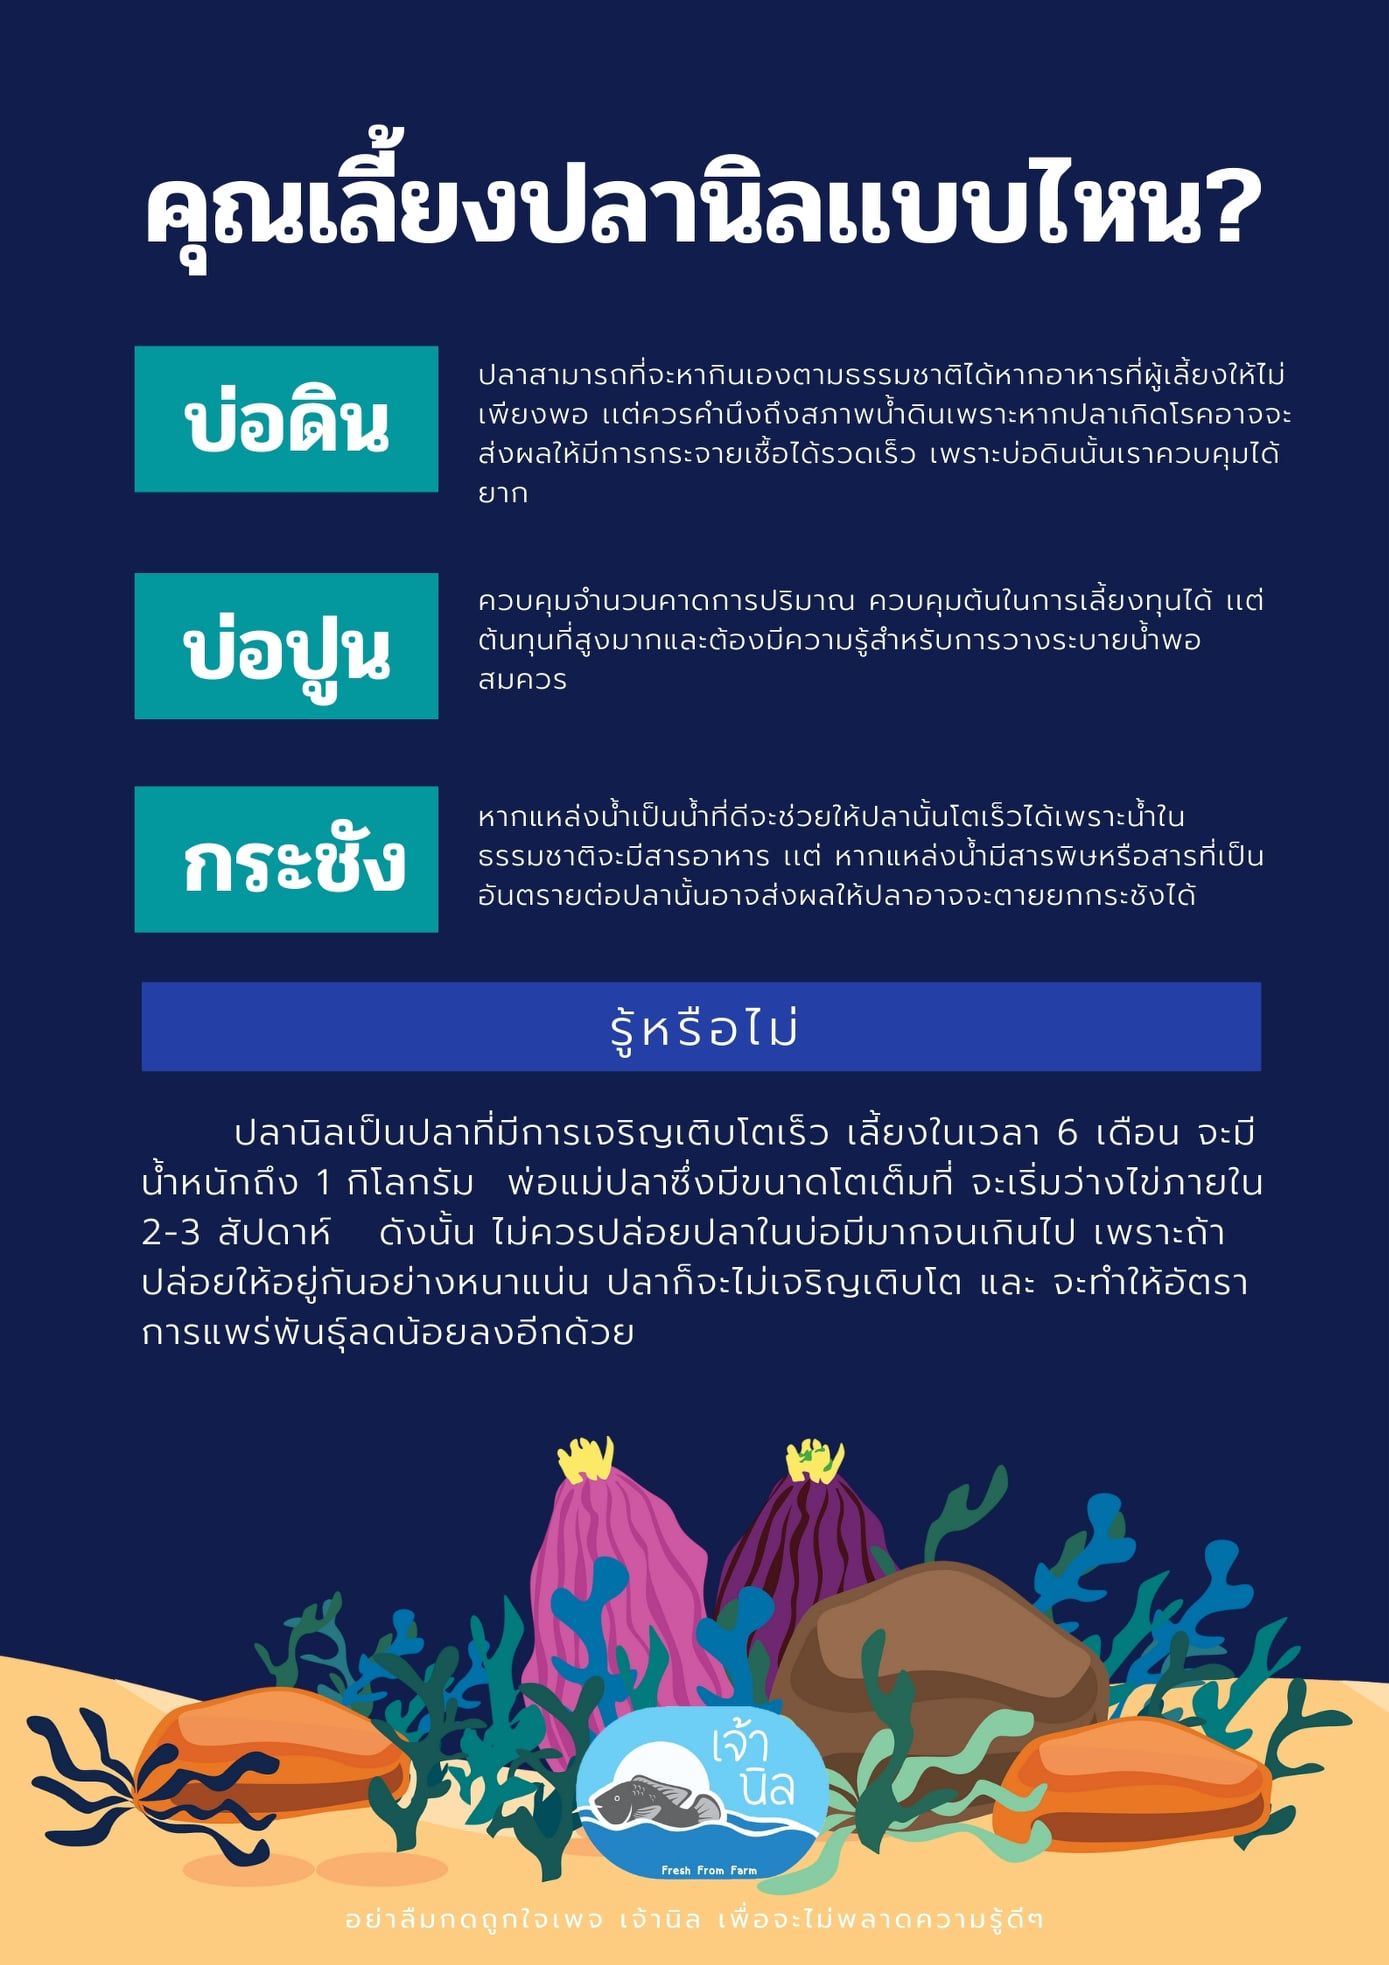 คุณเลี้ยงปลานิลแบบไหน?
บ่อดิน
ปลาสามารถที่จะหากินเองตามธรรมชาติได้หากอาหารที่ผู้เลี้ยงให้ไม่
เพียงพอ แต่ควรคำนึงถึงสภาพน้ำดินเพราะหากปลาเกิดโรคอาจจะ
ส่งผลให้มีการกระจายเชื้อได้รวดเร็ว เพราะบ่อดินนั้นเราควบคุมได้
ยาก
บ่อปูน
ควบคุมจำนวนคาดการปริมาณ ควบคุมต้นในการเลี้ยงทุนได้ แต่
ต้นทุนที่สูงมากและต้องมีความรู้สำหรับการวางระบายน้ำพอ
สมควร
กระชัง
หากแหล่งน้ำเป็นน้ำที่ดีจะช่วยให้ปลานั้นโตเร็วได้เพราะน้ำใน
ธรรมชาติจะมีสารอาหาร แต่ หากแหล่งน้ำมีสารพิษหรือสารที่เป็น
อันตรายต่อปลานั้นอาจส่งผลให้ปลาอาจจะตายยกกระชังได้
รู้หรือไม่
ปลานิลเป็นปลาที่มีการเจริญเติบโตเร็ว เลี้ยงในเวลา 6 เดือน จะมี
น้ำหนักถึง 1 กิโลกรัม พ่อแม่ปลาซึ่งมีขนาดโตเต็มที่ จะเริ่มว่างไข่ภายใน
2-3 สัปดาห์ ดังนั้น ไม่ควรปล่อยปลาในบ่อมีมากจนเกินไป เพราะถ้า
ปล่อยให้อยู่กันอย่างหนาแน่น ปลาก็จะไม่เจริญเติบโต และ จะทำให้อัตรา
การแพร่พันธุ์ลดน้อยลงอีกด้วย
เจ้า
นิล
Fresh From Farm
อย่าลืมกดถูกใจเพจ เจ้านิล เพื่อจะไม่พลาดความรู้ดีๆ